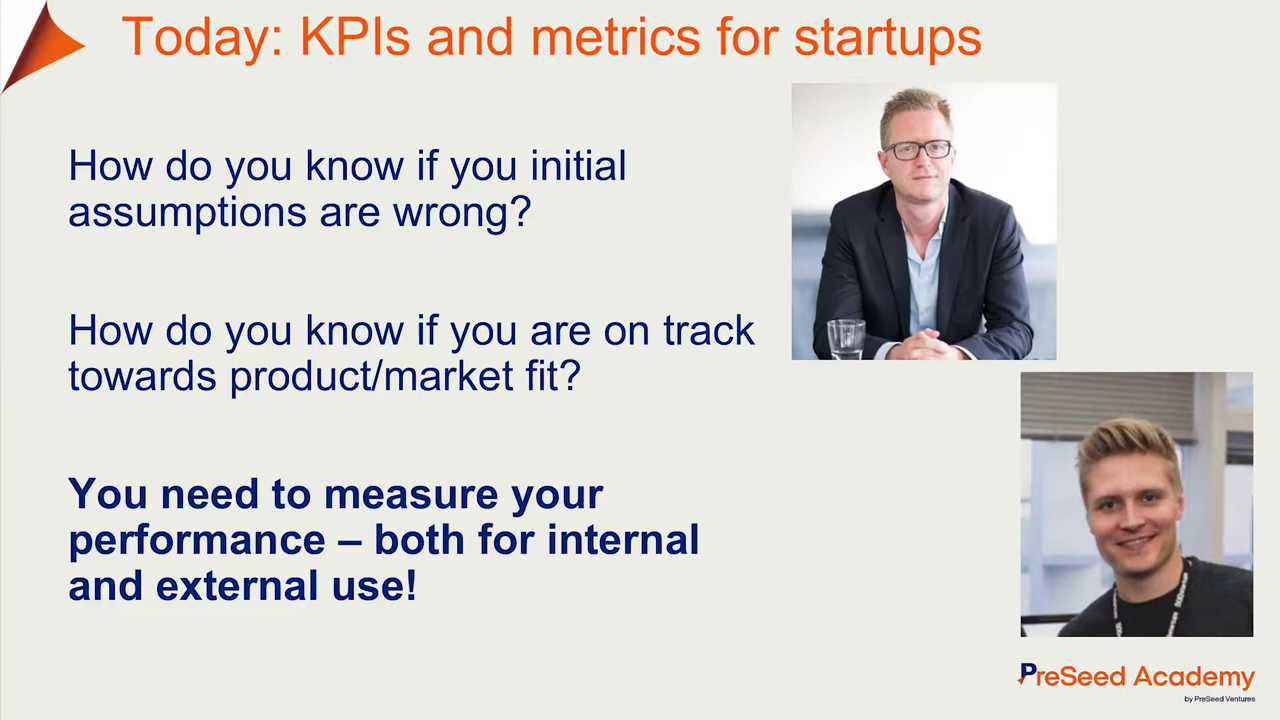 Today: KPIs and metrics for startups
How do you know if you initial
assumptions are wrong?
How do you know if you are on track
towards product/market fit?
You need to measure your
performance – both for internal
and external use!
PreSeed Academy
by PreSeed Ventures